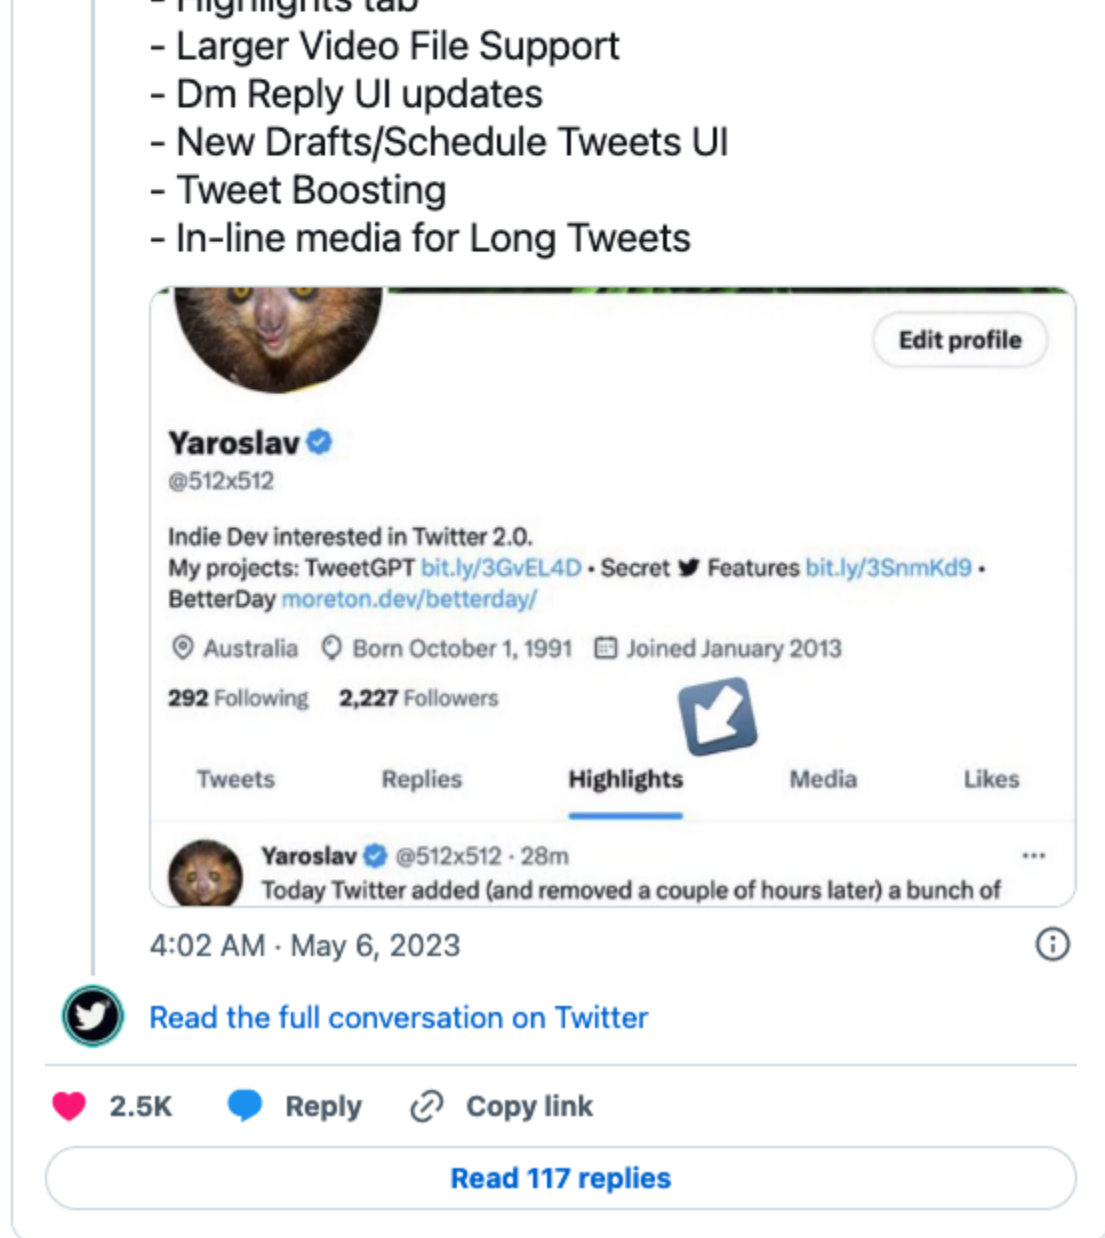 - Highlights tab
- Larger Video File Support
- Dm Reply UI updates
- New Drafts/Schedule Tweets UI
- Tweet Boosting
- In-line media for Long Tweets
Edit profile
Yaroslav
@512x512
Indie Dev interested in Twitter 2.0.
My projects: TweetGPT bit.ly/3GvEL4D • Secret Features bit.ly/3SnmKd9 •
BetterDay moreton.dev/betterday/
Australia Born October 1, 1991 Joined January 2013
292 Following 2,227 Followers
Tweets Replies Highlights Media Likes
Yaroslav @512x512 · 28m ···
Today Twitter added (and removed a couple of hours later) a bunch of
4:02 AM · May 6, 2023
Read the full conversation on Twitter
2.5K Reply Copy link
Read 117 replies